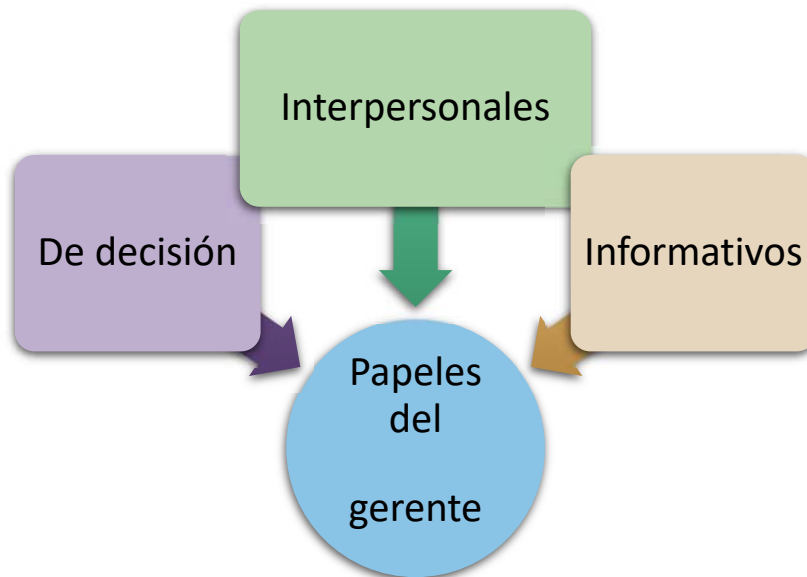 Interpersonales
De decisión
Informativos
Papeles
del
gerente